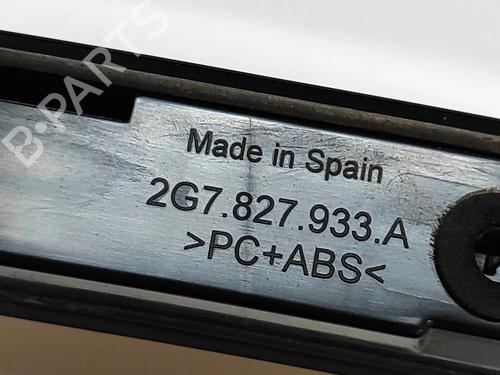 B-PARTS
Made in Spain
2G7.827.933.A
>PC+ABS<